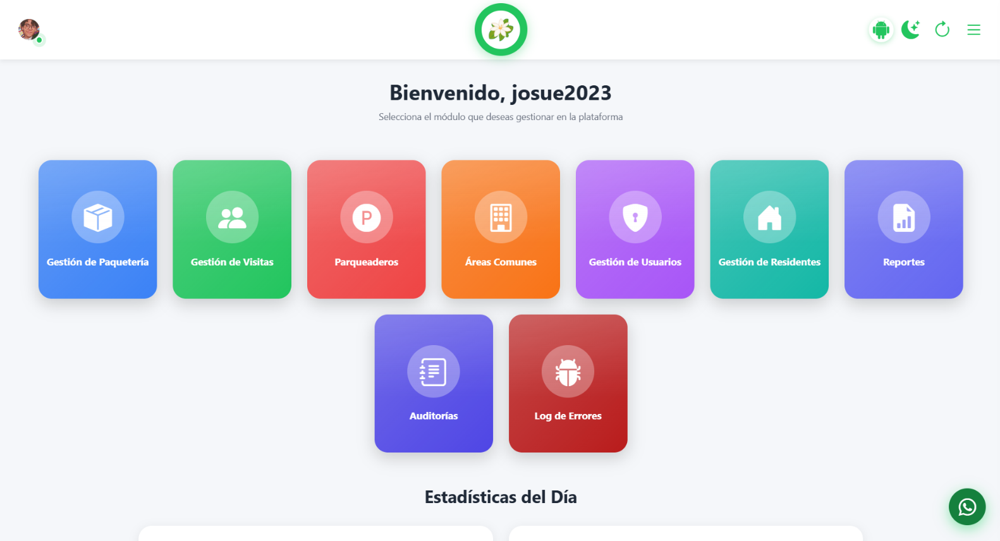 Bienvenido, josue2023
Selecciona el módulo que deseas gestionar en la plataforma
Gestión de Paquetería
Gestión de Visitas
P
Parqueaderos
Áreas Comunes
Gestión de Usuarios
Gestión de Residentes
Reportes
Auditorías
Log de Errores
Estadísticas del Día